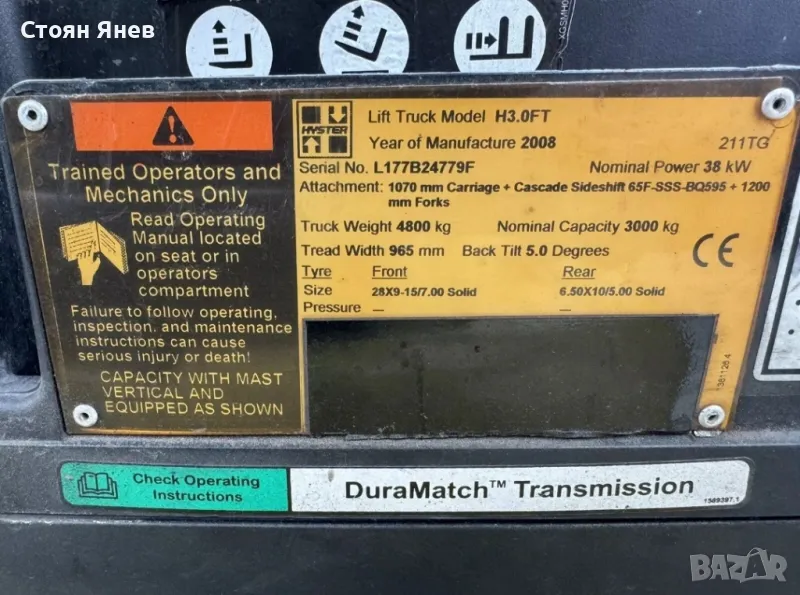 Стоян Янев
XGSMH0
HYSTER
Lift Truck Model H3.0FT
Year of Manufacture 2008 211TG
Serial No. L177B24779F Nominal Power 38 kW
Attachment: 1070 mm Carriage + Cascade Sideshift 65F-SSS-BQ595 + 1200
mm Forks
Truck Weight 4800 kg Nominal Capacity 3000 kg
Tread Width 965 mm Back Tilt 5.0 Degrees
CE
Tyre Front Rear
Size 28X9-15/7.00 Solid 6.50X10/5.00 Solid
Pressure — —
Trained Operators and
Mechanics Only
Read Operating
Manual located
on seat or in
operators
compartment
Failure to follow operating,
inspection, and maintenance
instructions can cause
serious injury or death!
CAPACITY WITH MAST
VERTICAL AND
EQUIPPED AS SHOWN
Check Operating
Instructions
DuraMatch™ Transmission
BAZAR